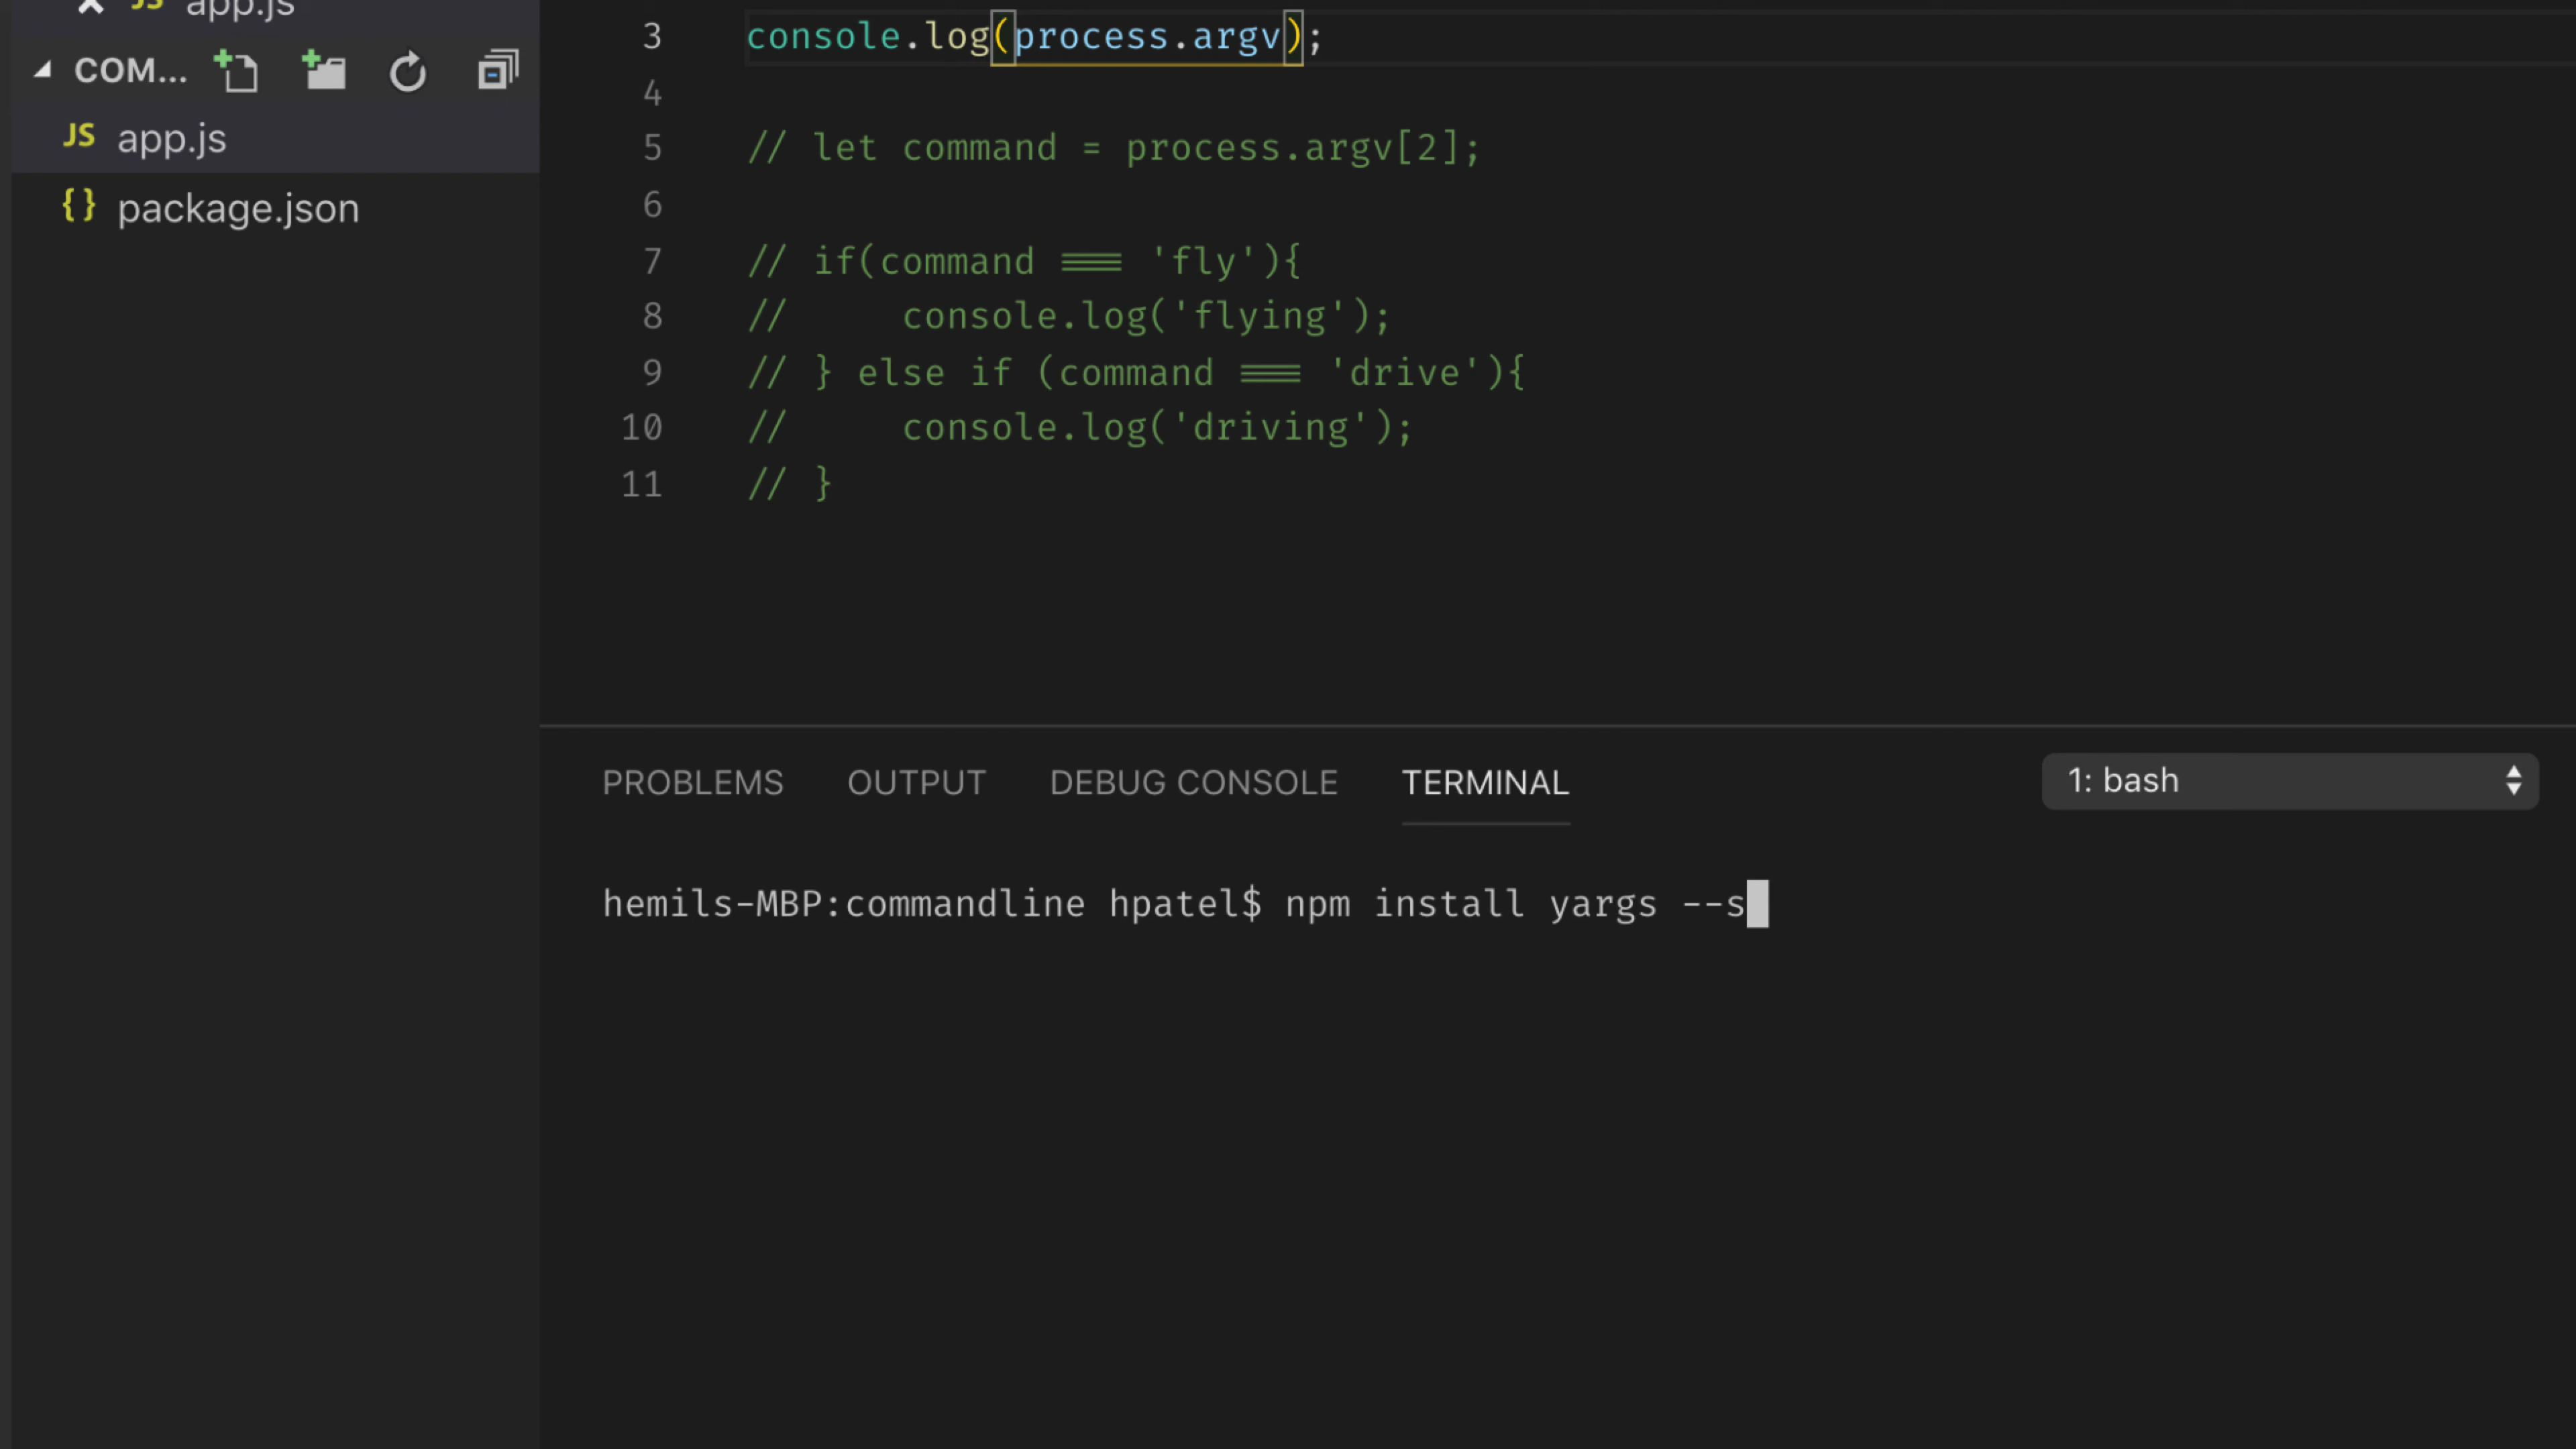 JS app.js
COM...
JS app.js
{} package.json
3 console.log(process.argv);
4
5 // let command = process.argv[2];
6
7 // if(command === 'fly'){
8 //     console.log('flying');
9 // } else if (command === 'drive'){
10 //     console.log('driving');
11 // }
PROBLEMS OUTPUT DEBUG CONSOLE TERMINAL 1: bash
hemils-MBP:commandline hpatel$ npm install yargs --s